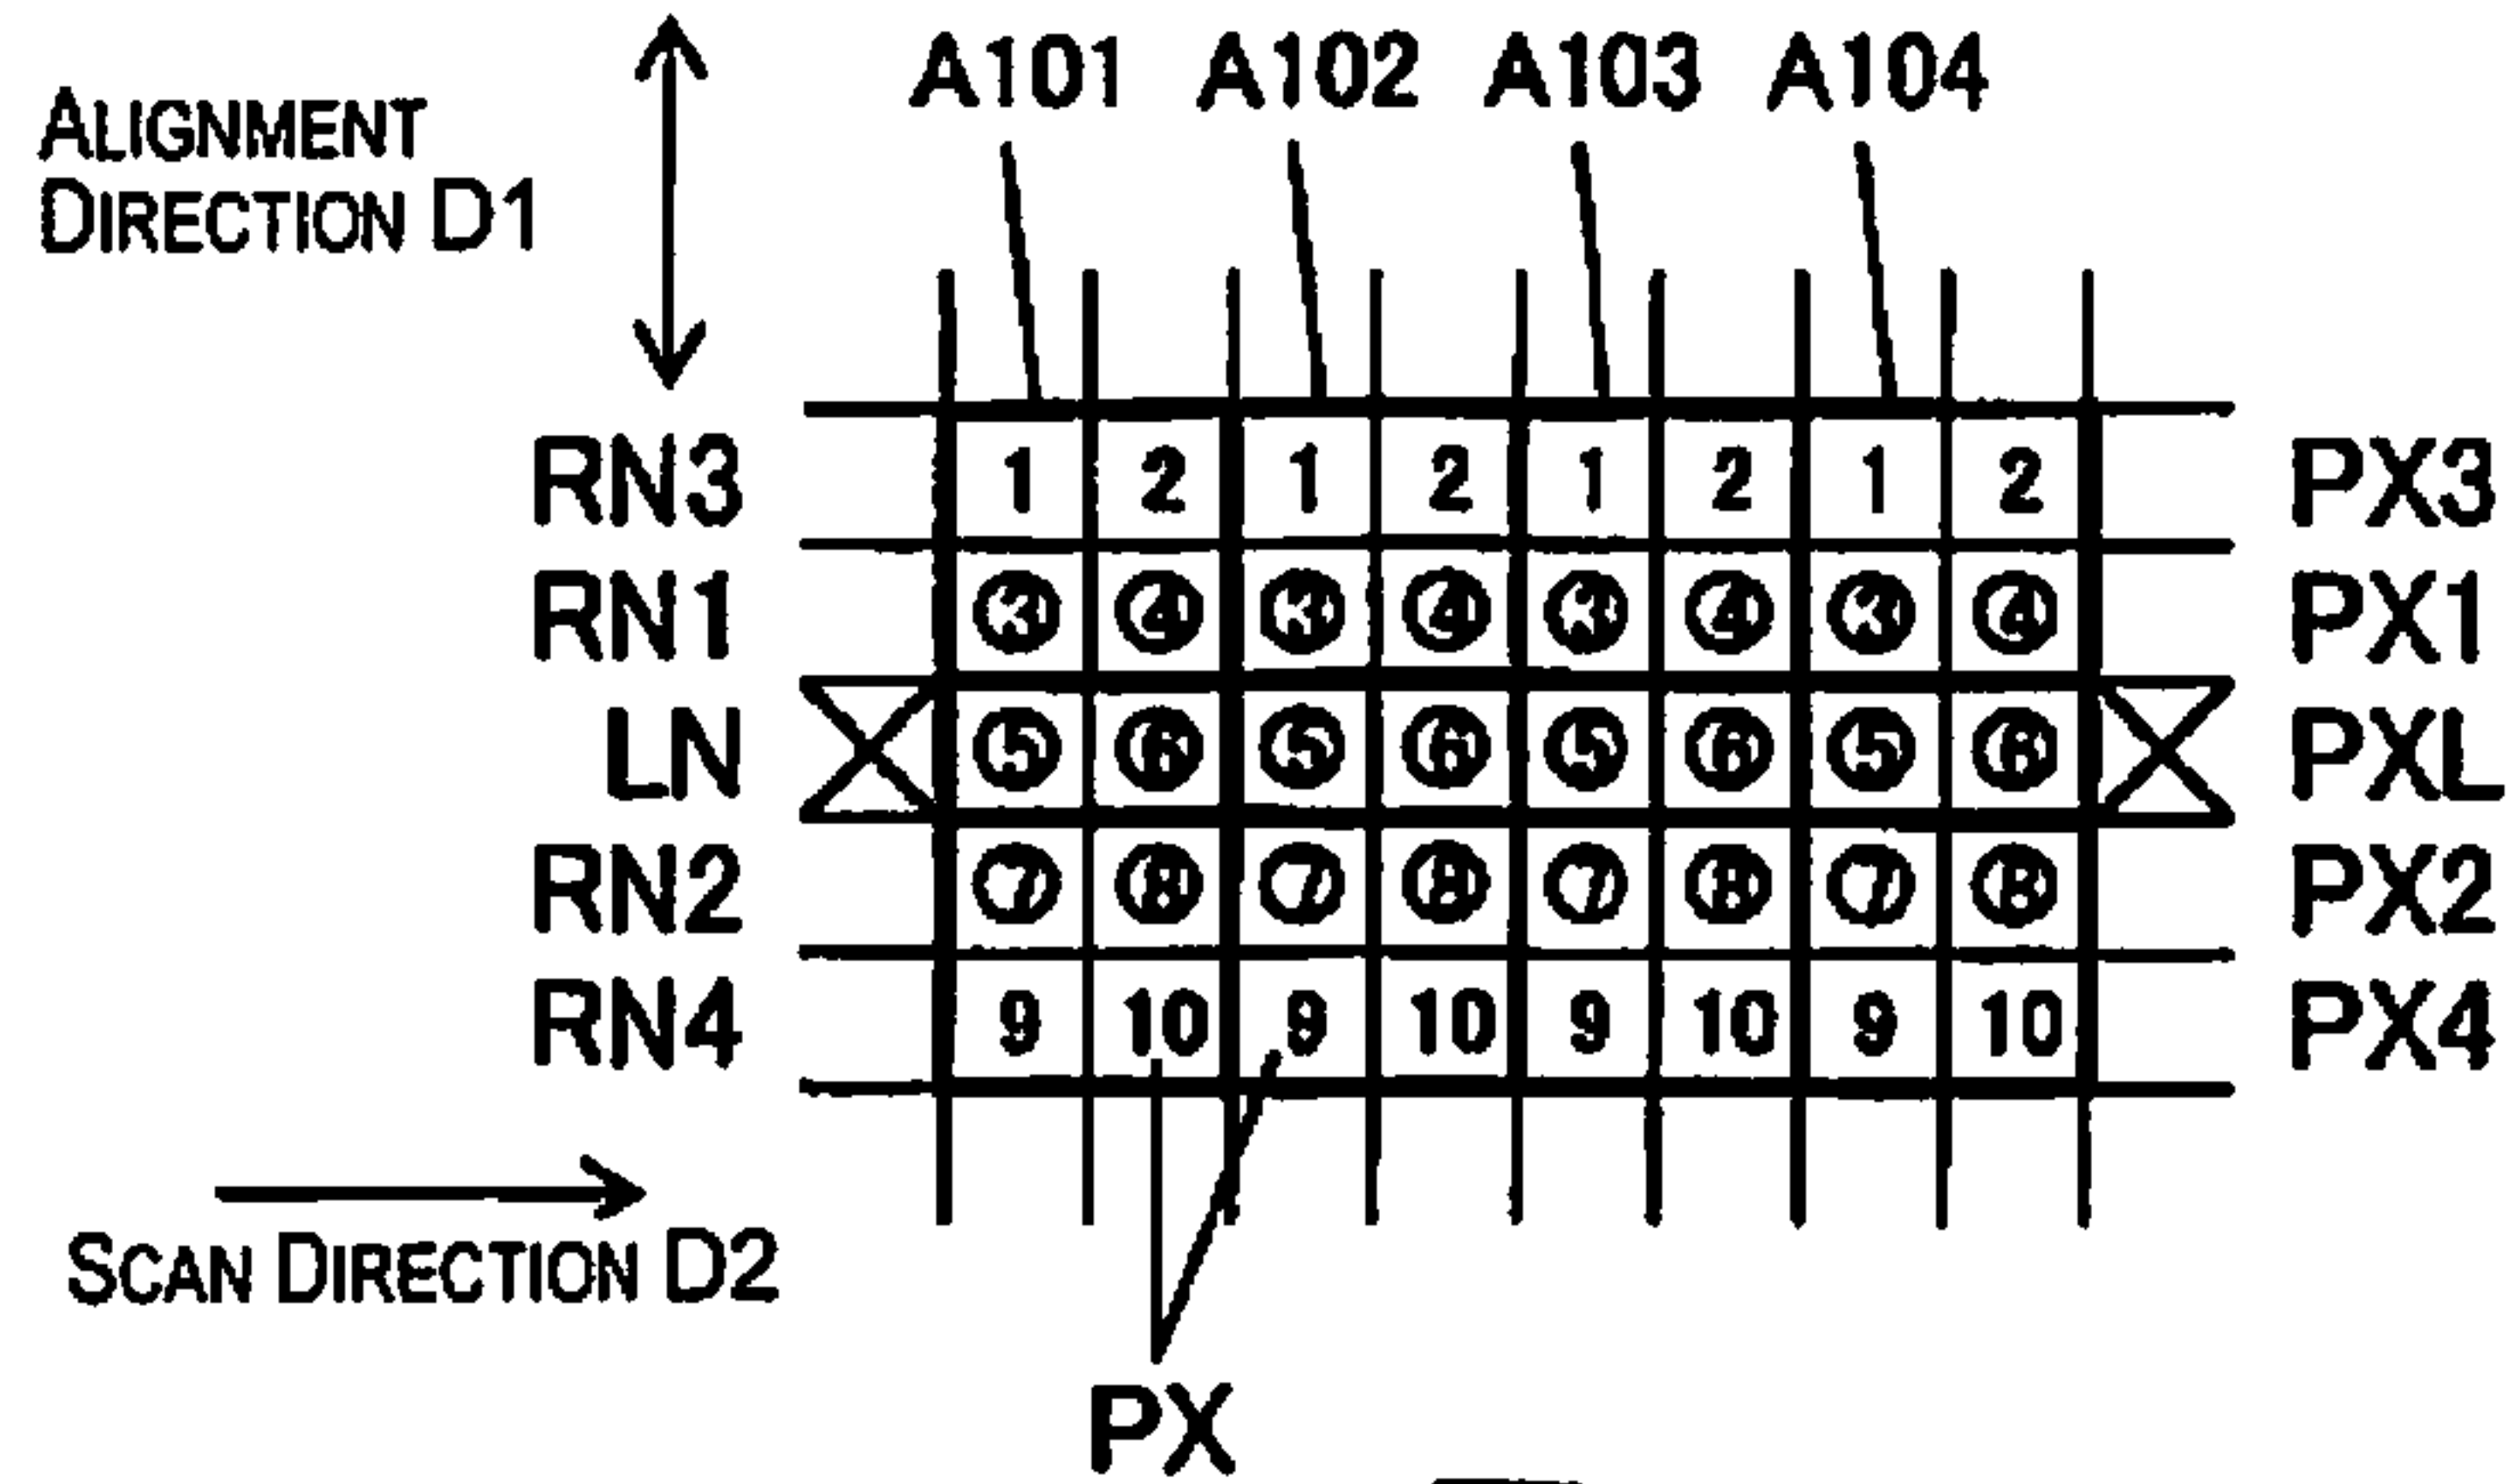 A101 A102 A103 A104
ALIGNMENT
DIRECTION D1
RN3 1 2 1 2 1 2 1 2 PX3
RN1 3 4 3 4 3 4 3 4 PX1
LN 5 6 5 6 5 6 5 6 PXL
RN2 7 8 7 8 7 8 7 8 PX2
RN4 9 10 9 10 9 10 9 10 PX4
SCAN DIRECTION D2
PX